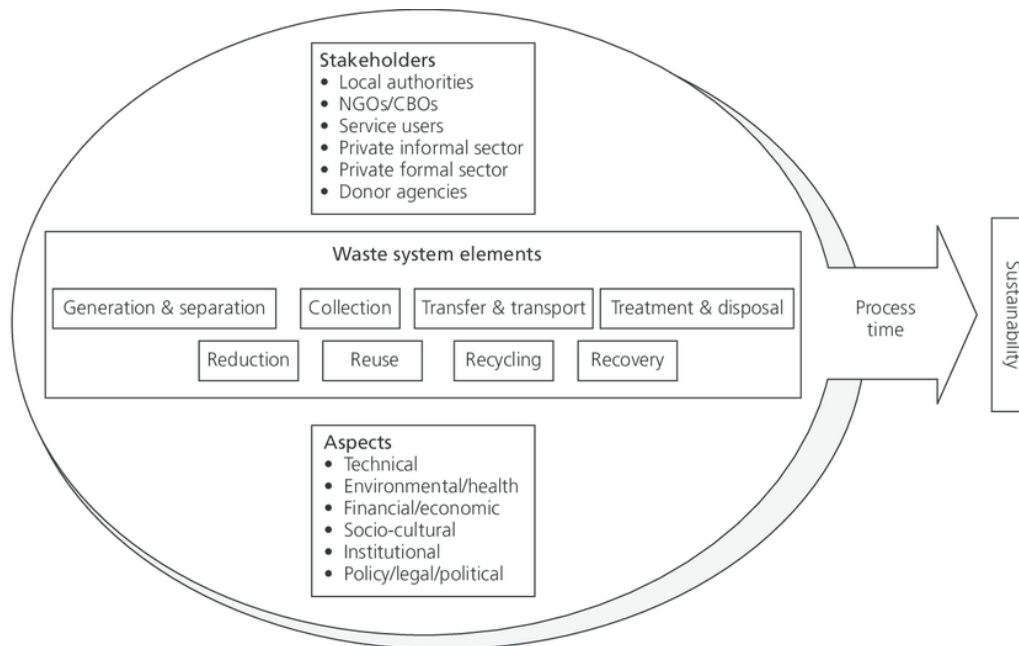 Stakeholders
• Local authorities
• NGOs/CBOs
• Service users
• Private informal sector
• Private formal sector
• Donor agencies
Waste system elements
Generation & separation
Collection
Transfer & transport
Treatment & disposal
Reduction
Reuse
Recycling
Recovery
Aspects
• Technical
• Environmental/health
• Financial/economic
• Socio-cultural
• Institutional
• Policy/legal/political
Process
time
Sustainability